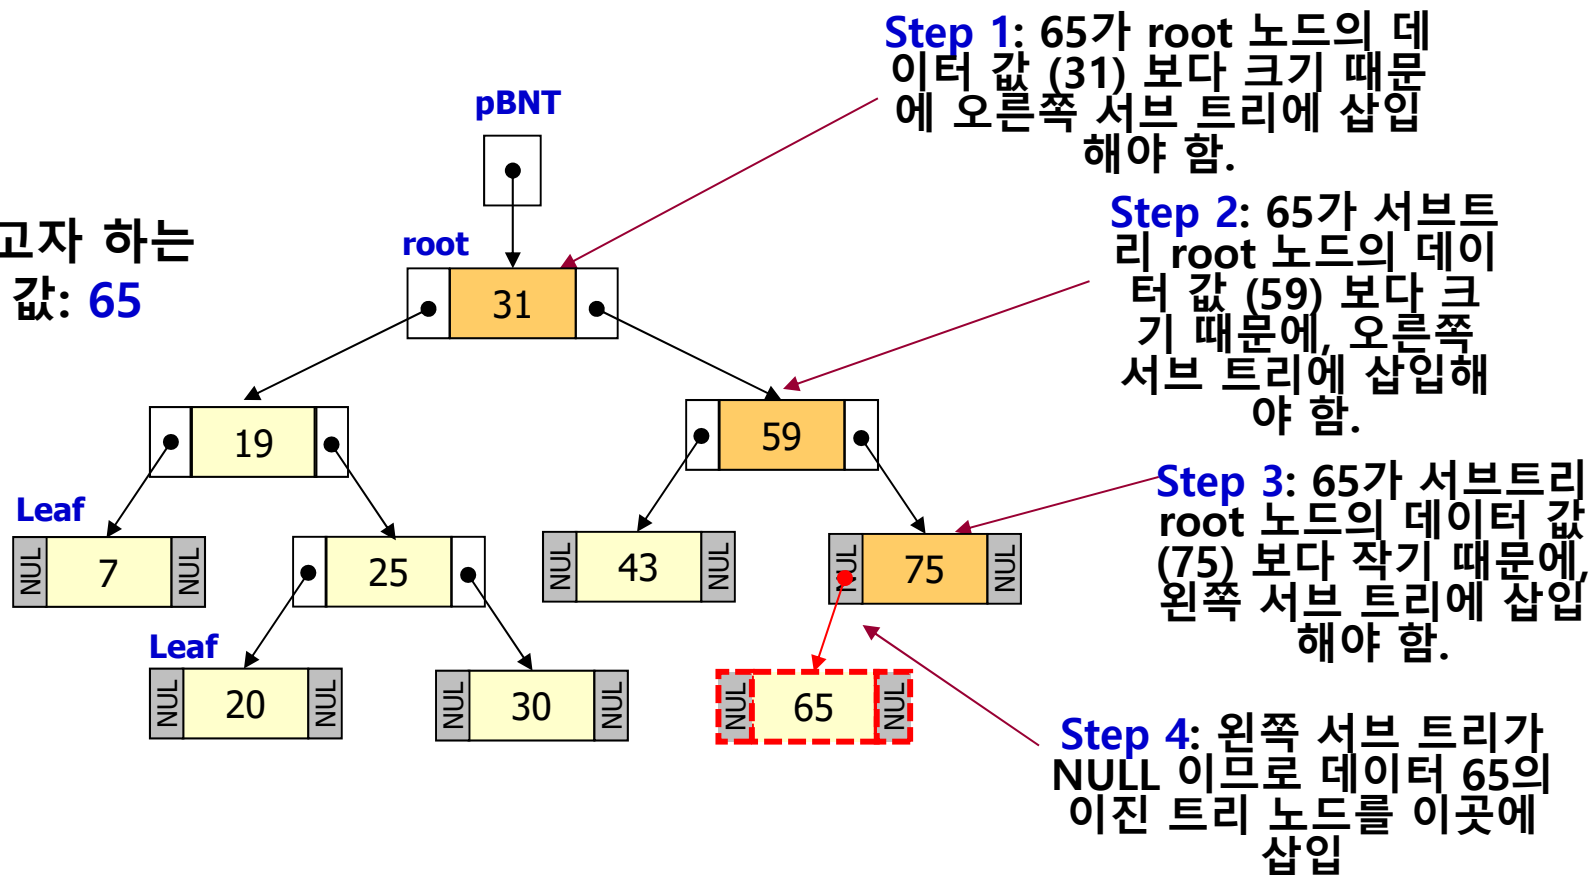 Step 1: 65가 root 노드의 데
이터 값 (31) 보다 크기 때문
에 오른쪽 서브 트리에 삽입
해야 함.
pBNT
고자 하는
값: 65
root
31
Step 2: 65가 서브트
리 root 노드의 데이
터 값 (59) 보다 크
기 때문에, 오른쪽
서브 트리에 삽입해
야 함.
19
59
Step 3: 65가 서브트리
root 노드의 데이터 값
(75) 보다 작기 때문에,
왼쪽 서브 트리에 삽입
해야 함.
Leaf
NUL 7 NUL
25
NUL 43 NUL
NUL 75 NUL
Leaf
NUL 20 NUL
NUL 30 NUL
NUL 65 NUL
Step 4: 왼쪽 서브 트리가
NULL 이므로 데이터 65의
이진 트리 노드를 이곳에
삽입